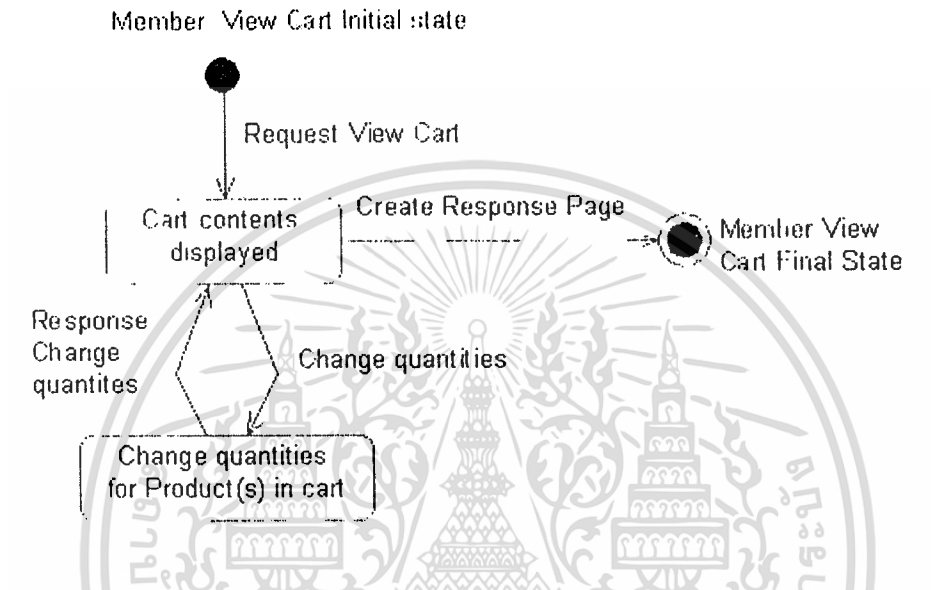 Member View Cart Initial state
Request View Cart
Cart contents
displayed
Create Response Page
Member View
Cart Final State
Response
Change
quantites
Change quantities
Change quantities
for Product(s) in cart